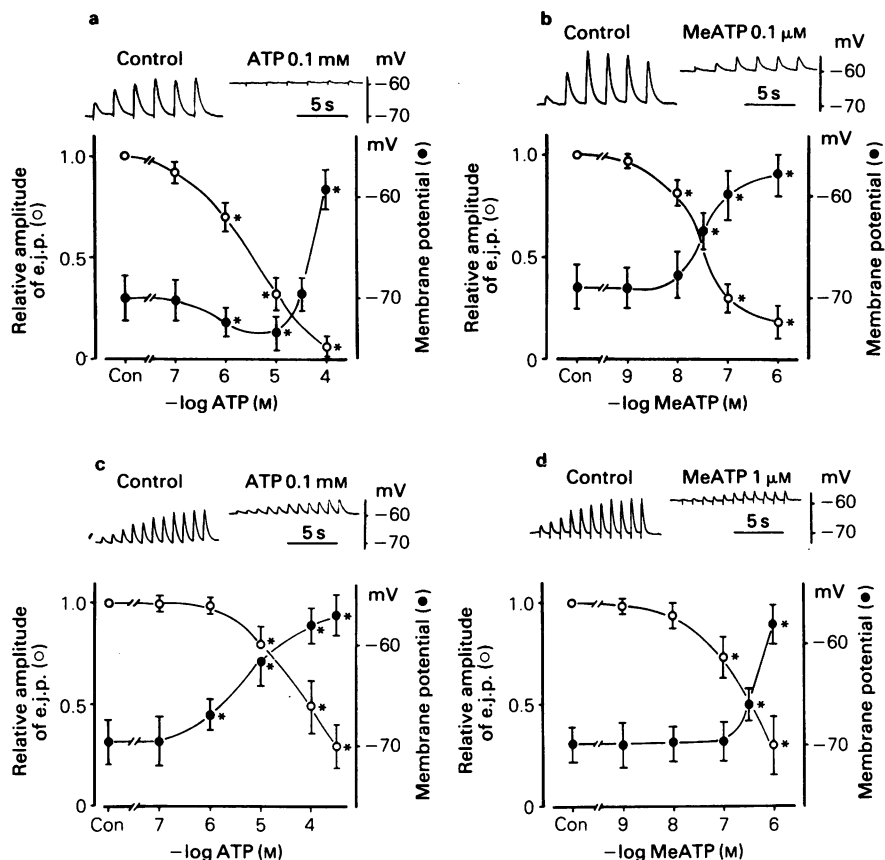 a
Control
ATP 0.1 mM
mV
−60
−70
5 s
Relative amplitude
of e.j.p. (○)
1.0
0.5
0
mV
−60
−70
Membrane potential (●)
Con 7 6 5 4
−log ATP (M)
b
Control
MeATP 0.1 μM
mV
−60
−70
5 s
Relative amplitude
of e.j.p. (○)
1.0
0.5
0
mV
−60
−70
Membrane potential (●)
Con 9 8 7 6
−log MeATP (M)
c
Control
ATP 0.1 mM
mV
−60
−70
5 s
Relative amplitude
of e.j.p. (○)
1.0
0.5
0
mV
−60
−70
Membrane potential (●)
Con 7 6 5 4
−log ATP (M)
d
Control
MeATP 1 μM
mV
−60
−70
5 s
Relative amplitude
of e.j.p. (○)
1.0
0.5
0
mV
−60
−70
Membrane potential (●)
Con 9 8 7 6
−log MeATP (M)